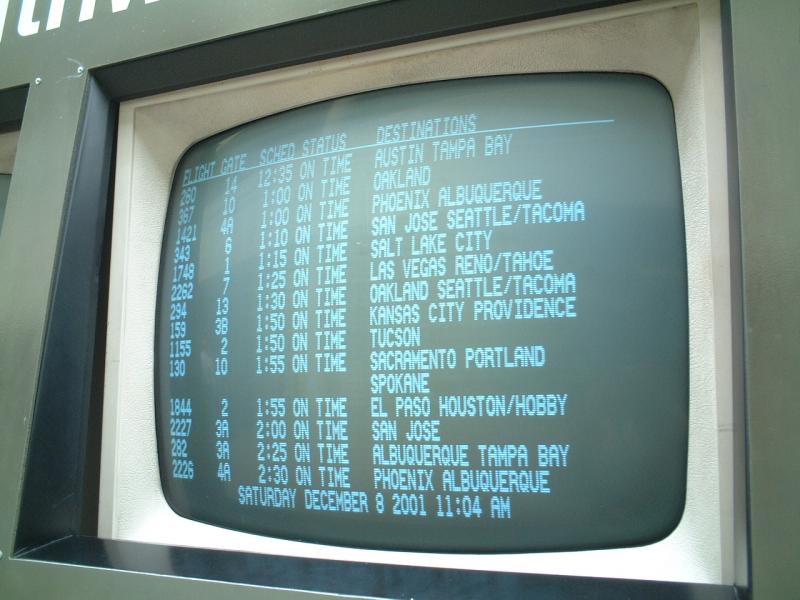 FLIGHT GATE SCHED STATUS DESTINATIONS
260 14 12:35 ON TIME AUSTIN TAMPA BAY
367 10 1:00 ON TIME OAKLAND
1421 4A 1:00 ON TIME PHOENIX ALBUQUERQUE
343 6 1:10 ON TIME SAN JOSE SEATTLE/TACOMA
1748 1 1:15 ON TIME SALT LAKE CITY
2262 7 1:25 ON TIME LAS VEGAS RENO/TAHOE
294 13 1:30 ON TIME OAKLAND SEATTLE/TACOMA
159 3B 1:50 ON TIME KANSAS CITY PROVIDENCE
1155 2 1:50 ON TIME TUCSON
130 10 1:55 ON TIME SACRAMENTO PORTLAND
SPOKANE
1844 2 1:55 ON TIME EL PASO HOUSTON/HOBBY
2227 3A 2:00 ON TIME SAN JOSE
282 3A 2:25 ON TIME ALBUQUERQUE TAMPA BAY
2226 4A 2:30 ON TIME PHOENIX ALBUQUERQUE
SATURDAY DECEMBER 8 2001 11:04 AM